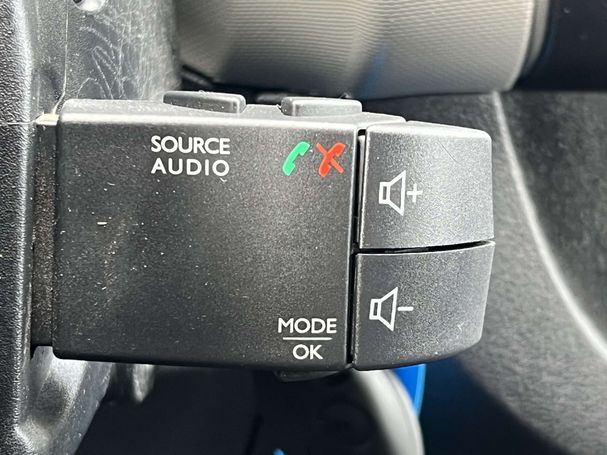 SOURCE
AUDIO
+
-
MODE
OK